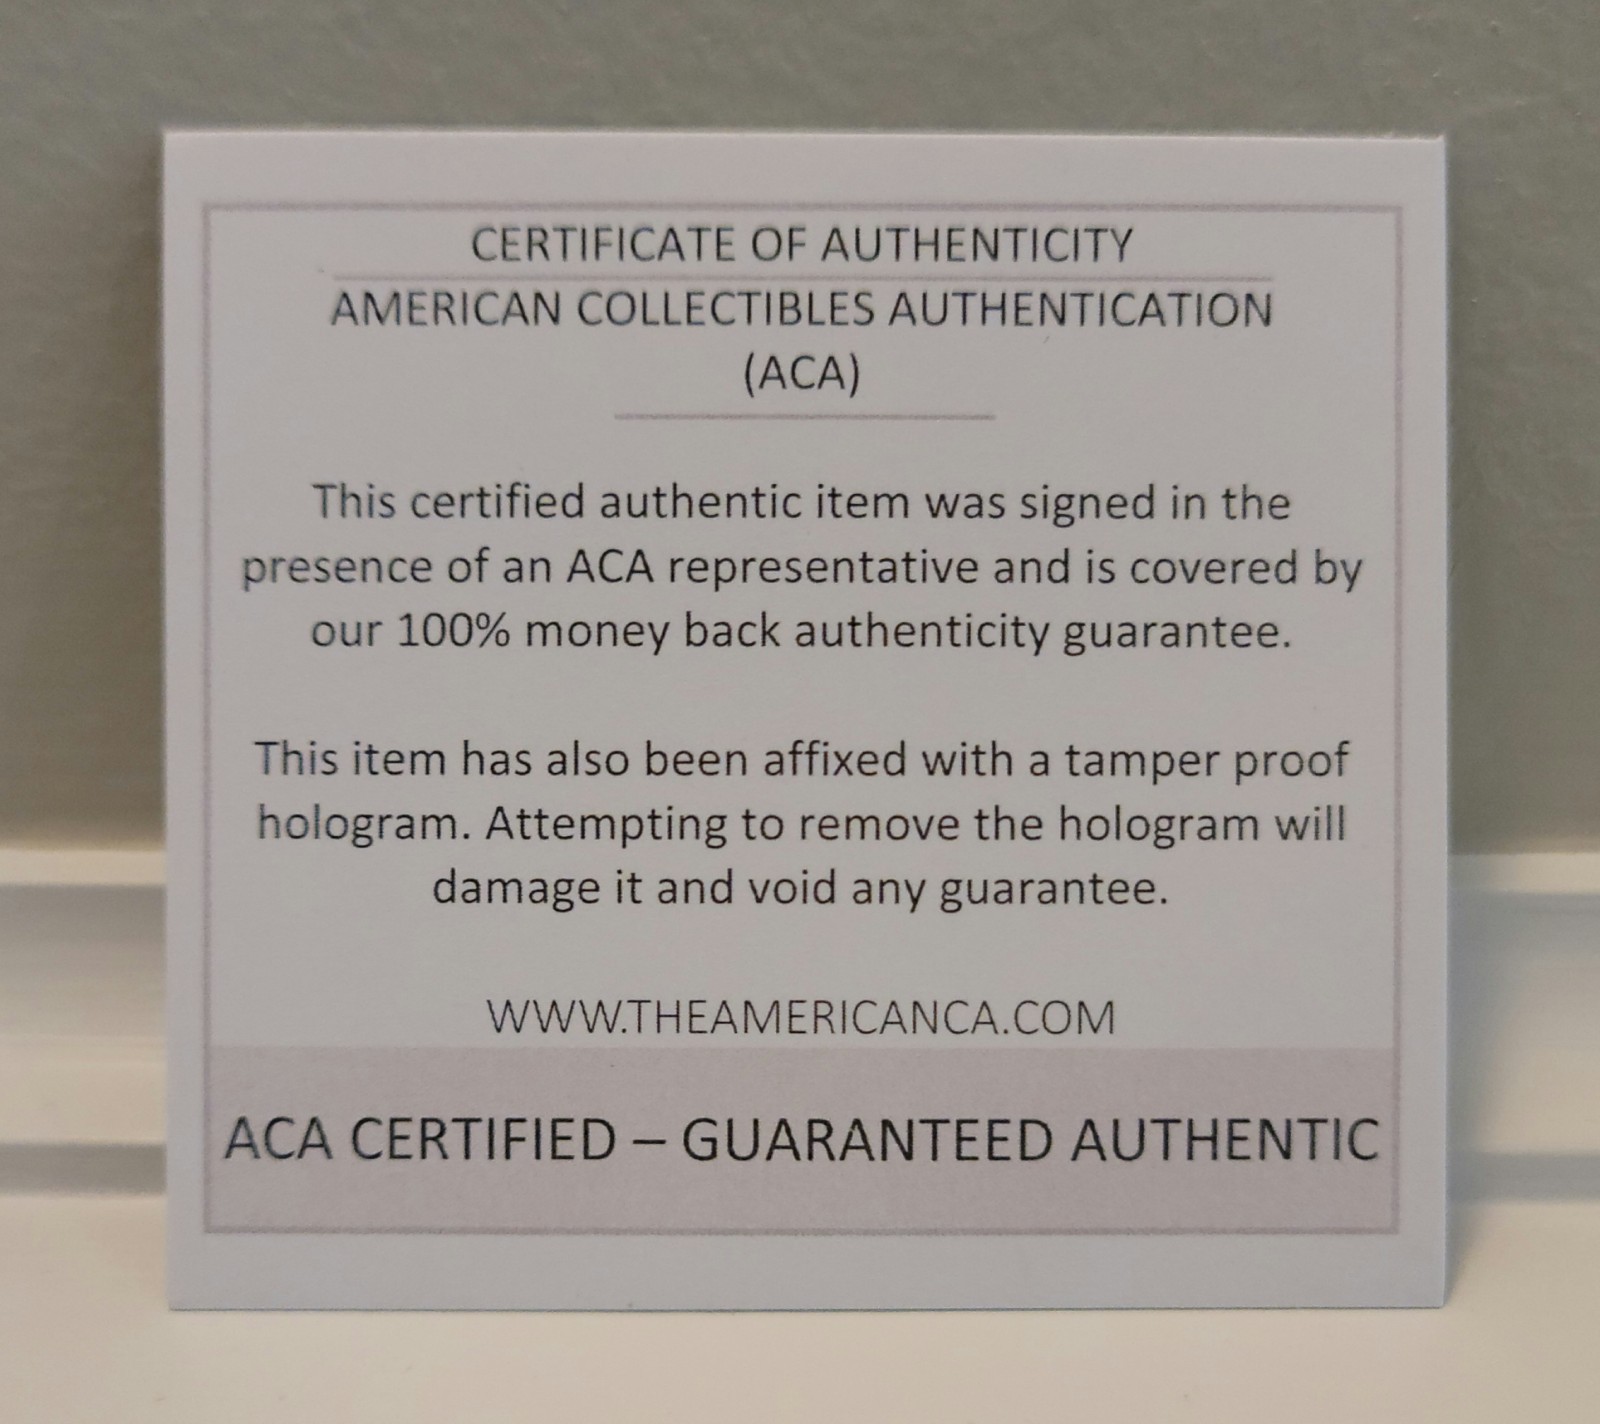 CERTIFICATE OF AUTHENTICITY
AMERICAN COLLECTIBLES AUTHENTICATION
(ACA)
This certified authentic item was signed in the
presence of an ACA representative and is covered by
our 100% money back authenticity guarantee.
This item has also been affixed with a tamper proof
hologram. Attempting to remove the hologram will
damage it and void any guarantee.
WWW.THEAMERICANCA.COM
ACA CERTIFIED – GUARANTEED AUTHENTIC